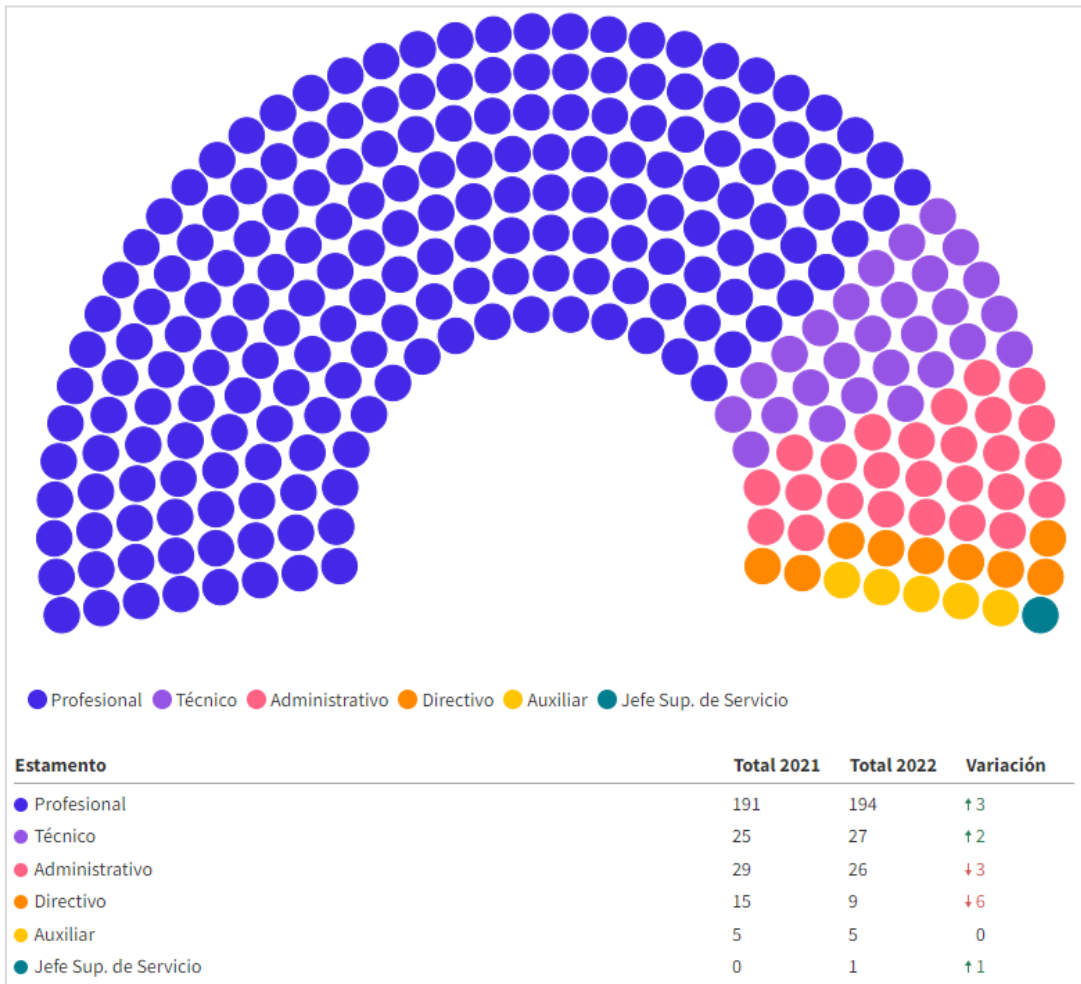 Profesional Técnico Administrativo Directivo Auxiliar Jefe Sup. de Servicio
Estamento Total 2021 Total 2022 Variación
Profesional 191 194 ↑3
Técnico 25 27 ↑2
Administrativo 29 26 ↓3
Directivo 15 9 ↓6
Auxiliar 5 5 0
Jefe Sup. de Servicio 0 1 ↑1